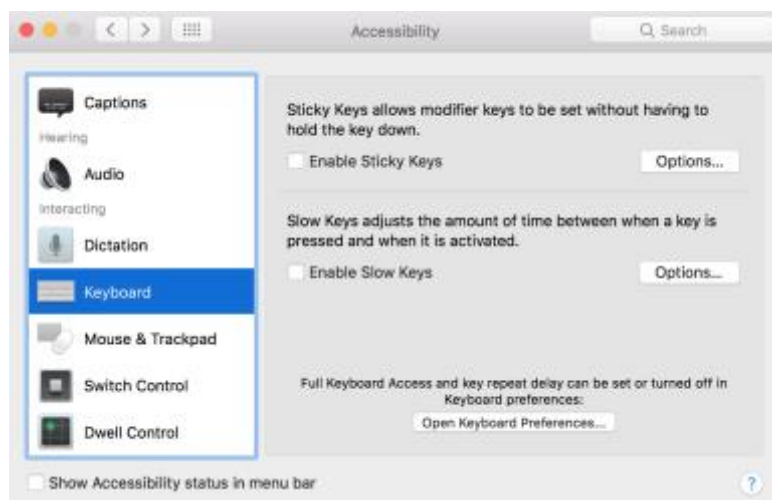 Accessibility
Search
Captions
Hearing
Audio
Interacting
Dictation
Keyboard
Mouse & Trackpad
Switch Control
Dwell Control
Sticky Keys allows modifier keys to be set without having to
hold the key down.
Enable Sticky Keys
Options...
Slow Keys adjusts the amount of time between when a key is
pressed and when it is activated.
Enable Slow Keys
Options...
Full Keyboard Access and key repeat delay can be set or turned off in
Keyboard preferences:
Open Keyboard Preferences...
Show Accessibility status in menu bar
?